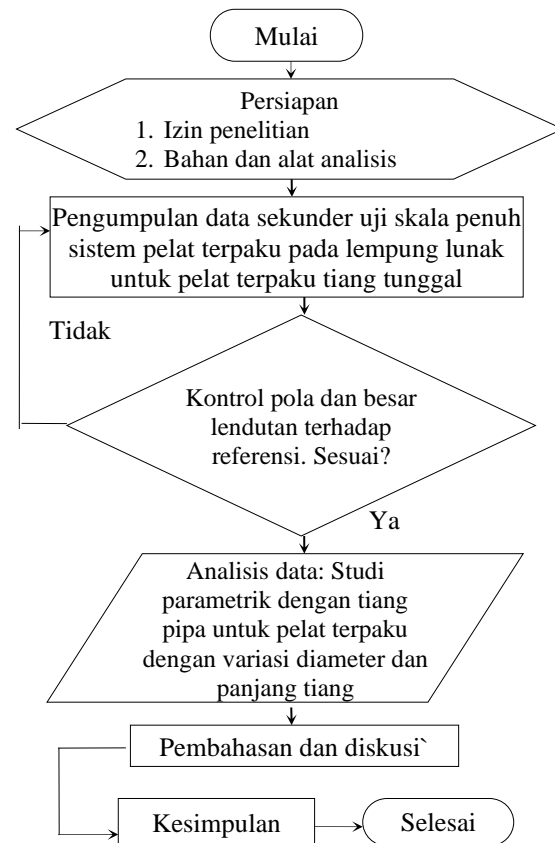 Mulai
Persiapan
1. Izin penelitian
2. Bahan dan alat analisis
Pengumpulan data sekunder uji skala penuh
sistem pelat terpaku pada lempung lunak
untuk pelat terpaku tiang tunggal
Tidak
Kontrol pola dan besar
lendutan terhadap
referensi. Sesuai?
Ya
Analisis data: Studi
parametrik dengan tiang
pipa untuk pelat terpaku
dengan variasi diameter dan
panjang tiang
Pembahasan dan diskusi`
Kesimpulan
Selesai